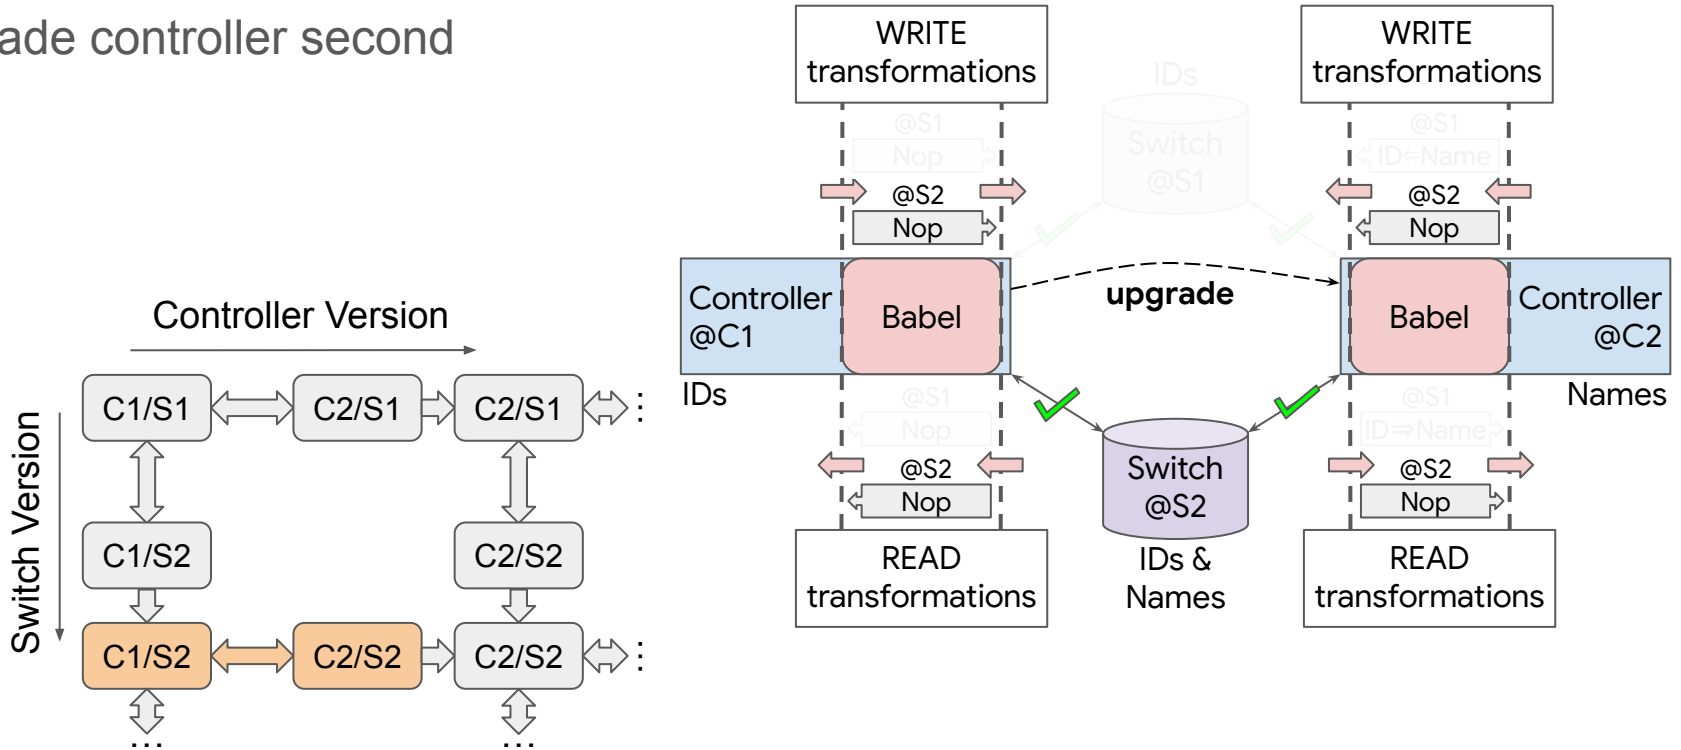 ade controller second
Controller Version
Switch Version
C1/S1
C2/S1
C2/S1
⋮
C1/S2
C2/S2
C1/S2
C2/S2
C2/S2
⋮
...
...
WRITE
transformations
@S1
Nop
@S2
Nop
Controller
@C1
Babel
IDs
@S1
Nop
@S2
Nop
READ
transformations
IDs
Switch
@S1
upgrade
Switch
@S2
IDs &
Names
WRITE
transformations
@S1
ID⇐Name
@S2
Nop
Babel
Controller
@C2
Names
@S1
ID⇒Name
@S2
Nop
READ
transformations